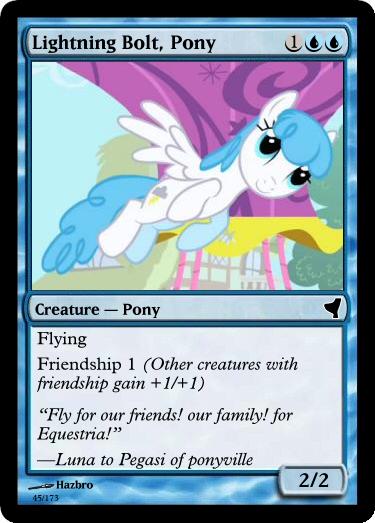 Lightning Bolt, Pony 1
Creature — Pony
Flying
Friendship 1 (Other creatures with
friendship gain +1/+1)
“Fly for our friends! our family! for
Equestria!”
—Luna to Pegasi of ponyville
2/2
Hazbro
45/173